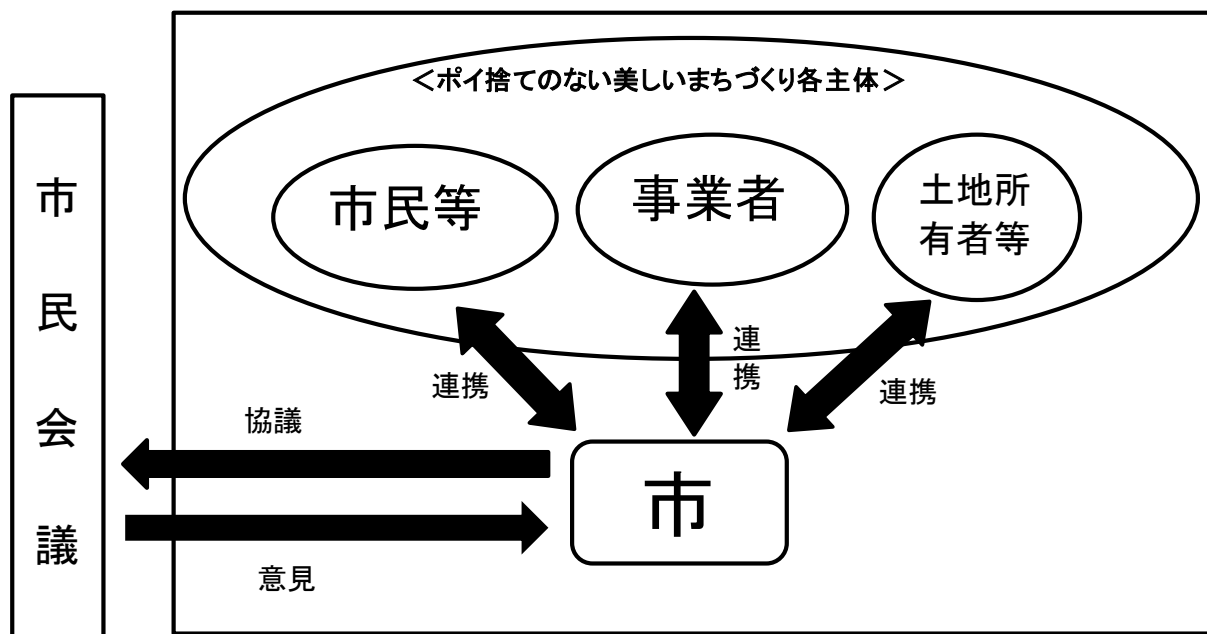 <ポイ捨てのない美しいまちづくり各主体>
市民等
事業者
土地所
有者等
連携
連携
連携
協議
市
意見
市民会議